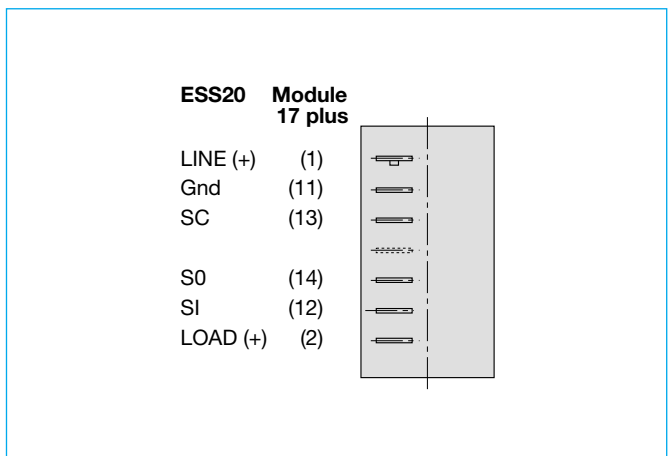 ESS20 Module
17 plus
LINE (+) (1)
Gnd (11)
SC (13)
S0 (14)
SI (12)
LOAD (+) (2)